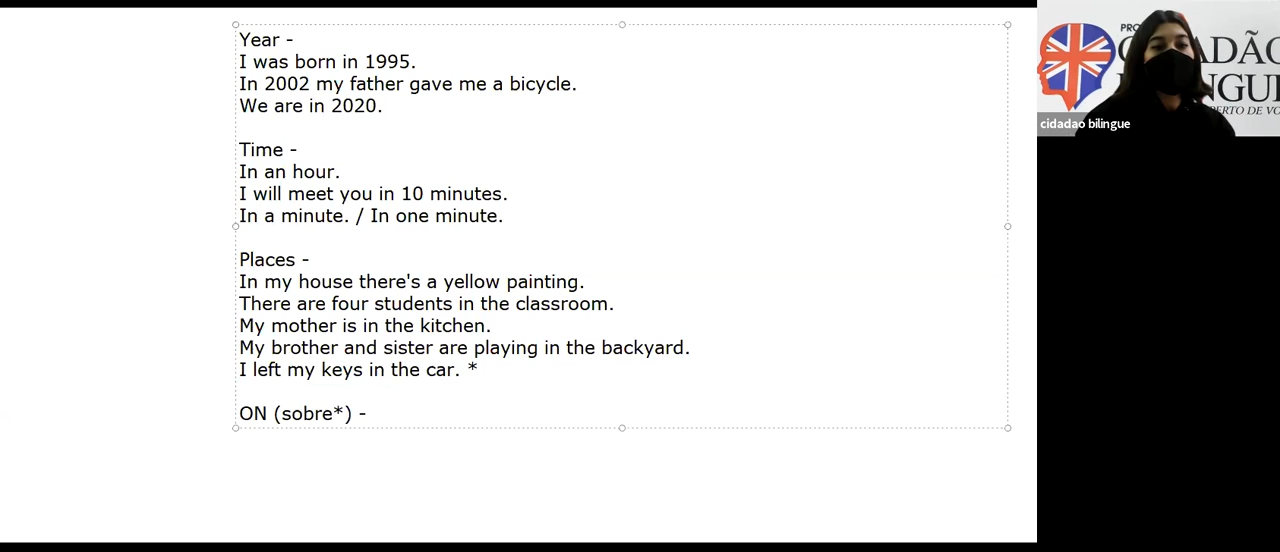 Year -
I was born in 1995.
In 2002 my father gave me a bicycle.
We are in 2020.
Time -
In an hour.
I will meet you in 10 minutes.
In a minute. / In one minute.
Places -
In my house there's a yellow painting.
There are four students in the classroom.
My mother is in the kitchen.
My brother and sister are playing in the backyard.
I left my keys in the car. *
ON (sobre*) -
cidadao bilingue